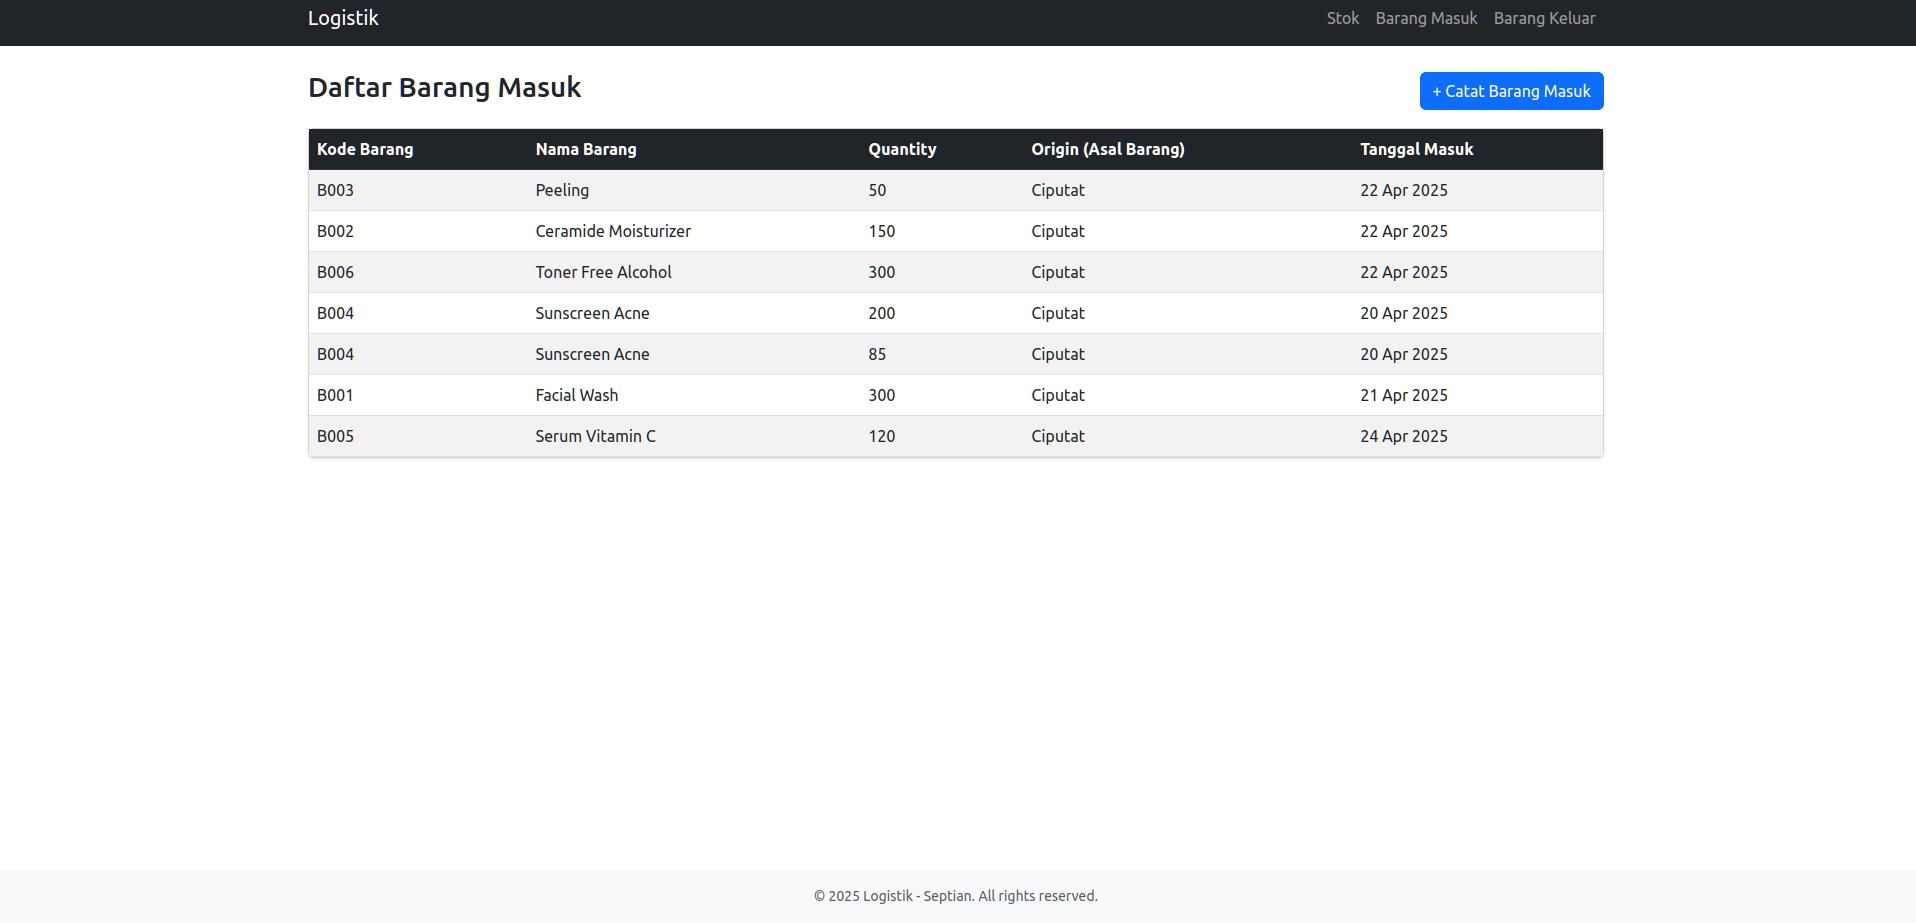 Logistik Stok Barang Masuk Barang Keluar
Daftar Barang Masuk + Catat Barang Masuk
Kode Barang Nama Barang Quantity Origin (Asal Barang) Tanggal Masuk
B003 Peeling 50 Ciputat 22 Apr 2025
B002 Ceramide Moisturizer 150 Ciputat 22 Apr 2025
B006 Toner Free Alcohol 300 Ciputat 22 Apr 2025
B004 Sunscreen Acne 200 Ciputat 20 Apr 2025
B004 Sunscreen Acne 85 Ciputat 20 Apr 2025
B001 Facial Wash 300 Ciputat 21 Apr 2025
B005 Serum Vitamin C 120 Ciputat 24 Apr 2025
© 2025 Logistik - Septian. All rights reserved.